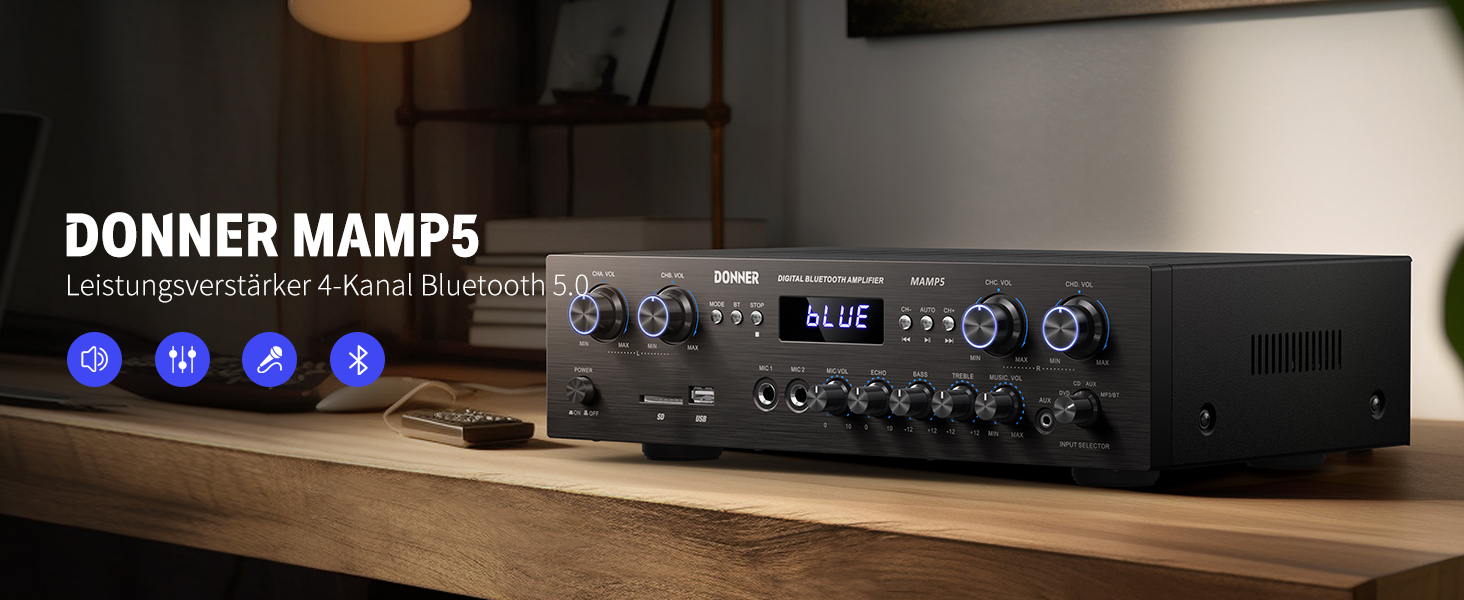 DONNER MAMP5
Leistungsverstärker 4-Kanal Bluetooth 5.0
CHA. VOL
CHB. VOL
DONNER
DIGITAL BLUETOOTH AMPLIFIER
MAMP5
CHC. VOL
CHD. VOL
MODE BT STOP
bLUE
CH- AUTO CH+
MIN MAX MIN MAX
L
MIN MAX MIN MAX
R
POWER
ON OFF
SD
USB
MIC 1
MIC 2
MIC VOL
ECHO
BASS
TREBLE
MUSIC. VOL
0 10 0 10 -12 +12 -12 +12 MIN MAX
AUX
DVD
CD
AUX
MP3/BT
INPUT SELECTOR